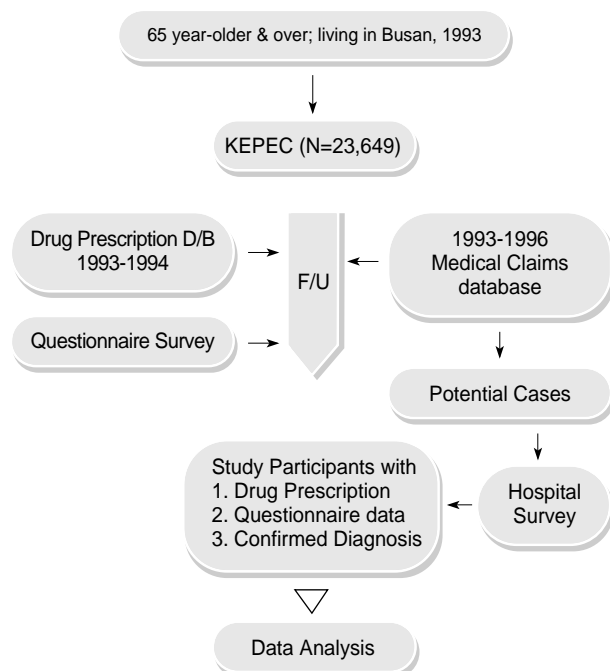 65 year-older & over; living in Busan, 1993
KEPEC (N=23,649)
Drug Prescription D/B
1993-1994
Questionnaire Survey
F/U
1993-1996
Medical Claims
database
Potential Cases
Hospital
Survey
Study Participants with
1. Drug Prescription
2. Questionnaire data
3. Confirmed Diagnosis
Data Analysis